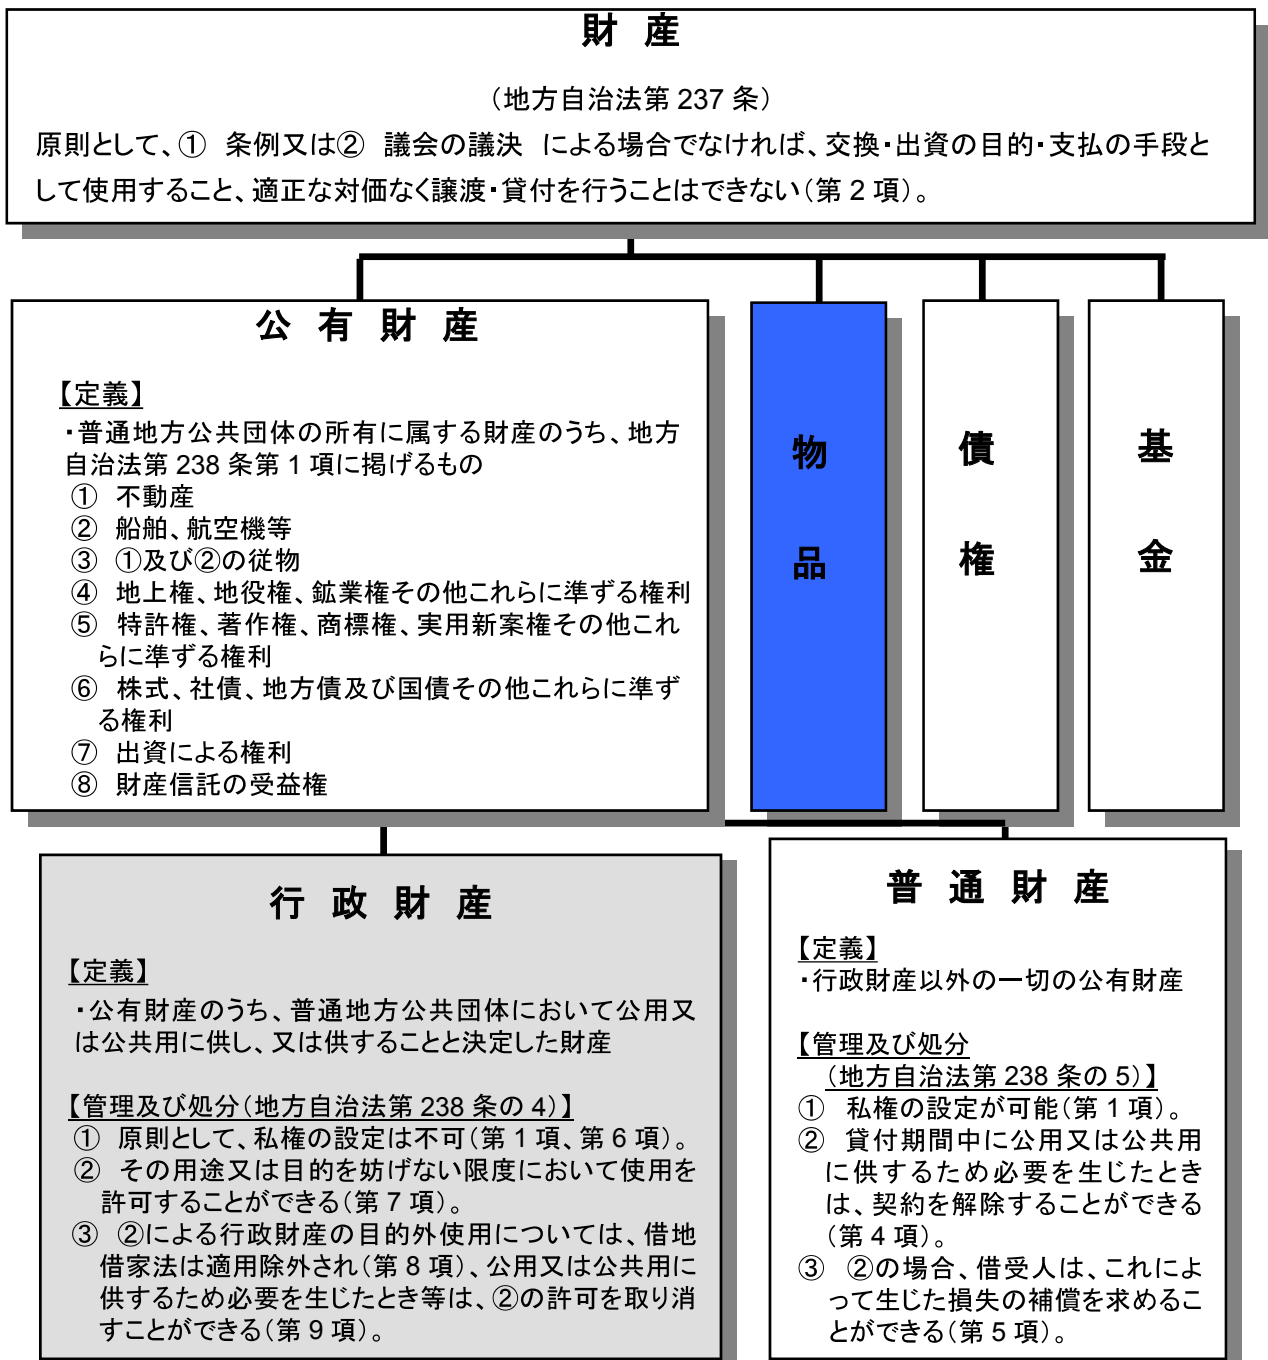 財 産
（地方自治法第 237 条）
原則として、① 条例又は② 議会の議決 による場合でなければ、交換・出資の目的・支払の手段と
して使用すること、適正な対価なく譲渡・貸付を行うことはできない（第 2 項）。
公 有 財 産
【定義】
・普通地方公共団体の所有に属する財産のうち、地方
自治法第 238 条第 1 項に掲げるもの
① 不動産
② 船舶、航空機等
③ ①及び②の従物
④ 地上権、地役権、鉱業権その他これらに準ずる権利
⑤ 特許権、著作権、商標権、実用新案権その他これ
らに準ずる権利
⑥ 株式、社債、地方債及び国債その他これらに準ず
る権利
⑦ 出資による権利
⑧ 財産信託の受益権
物品
債権
基金
行 政 財 産
【定義】
・公有財産のうち、普通地方公共団体において公用又
は公共用に供し、又は供することと決定した財産
【管理及び処分（地方自治法第 238 条の 4）】
① 原則として、私権の設定は不可（第 1 項、第 6 項）。
② その用途又は目的を妨げない限度において使用を
許可することができる（第 7 項）。
③ ②による行政財産の目的外使用については、借地
借家法は適用除外され（第 8 項）、公用又は公共用に
供するため必要を生じたとき等は、②の許可を取り消
すことができる（第 9 項）。
普 通 財 産
【定義】
・行政財産以外の一切の公有財産
【管理及び処分
（地方自治法第 238 条の 5）】
① 私権の設定が可能（第 1 項）。
② 貸付期間中に公用又は公共用
に供するため必要を生じたとき
は、契約を解除することができる
（第 4 項）。
③ ②の場合、借受人は、これによ
って生じた損失の補償を求めるこ
とができる（第 5 項）。